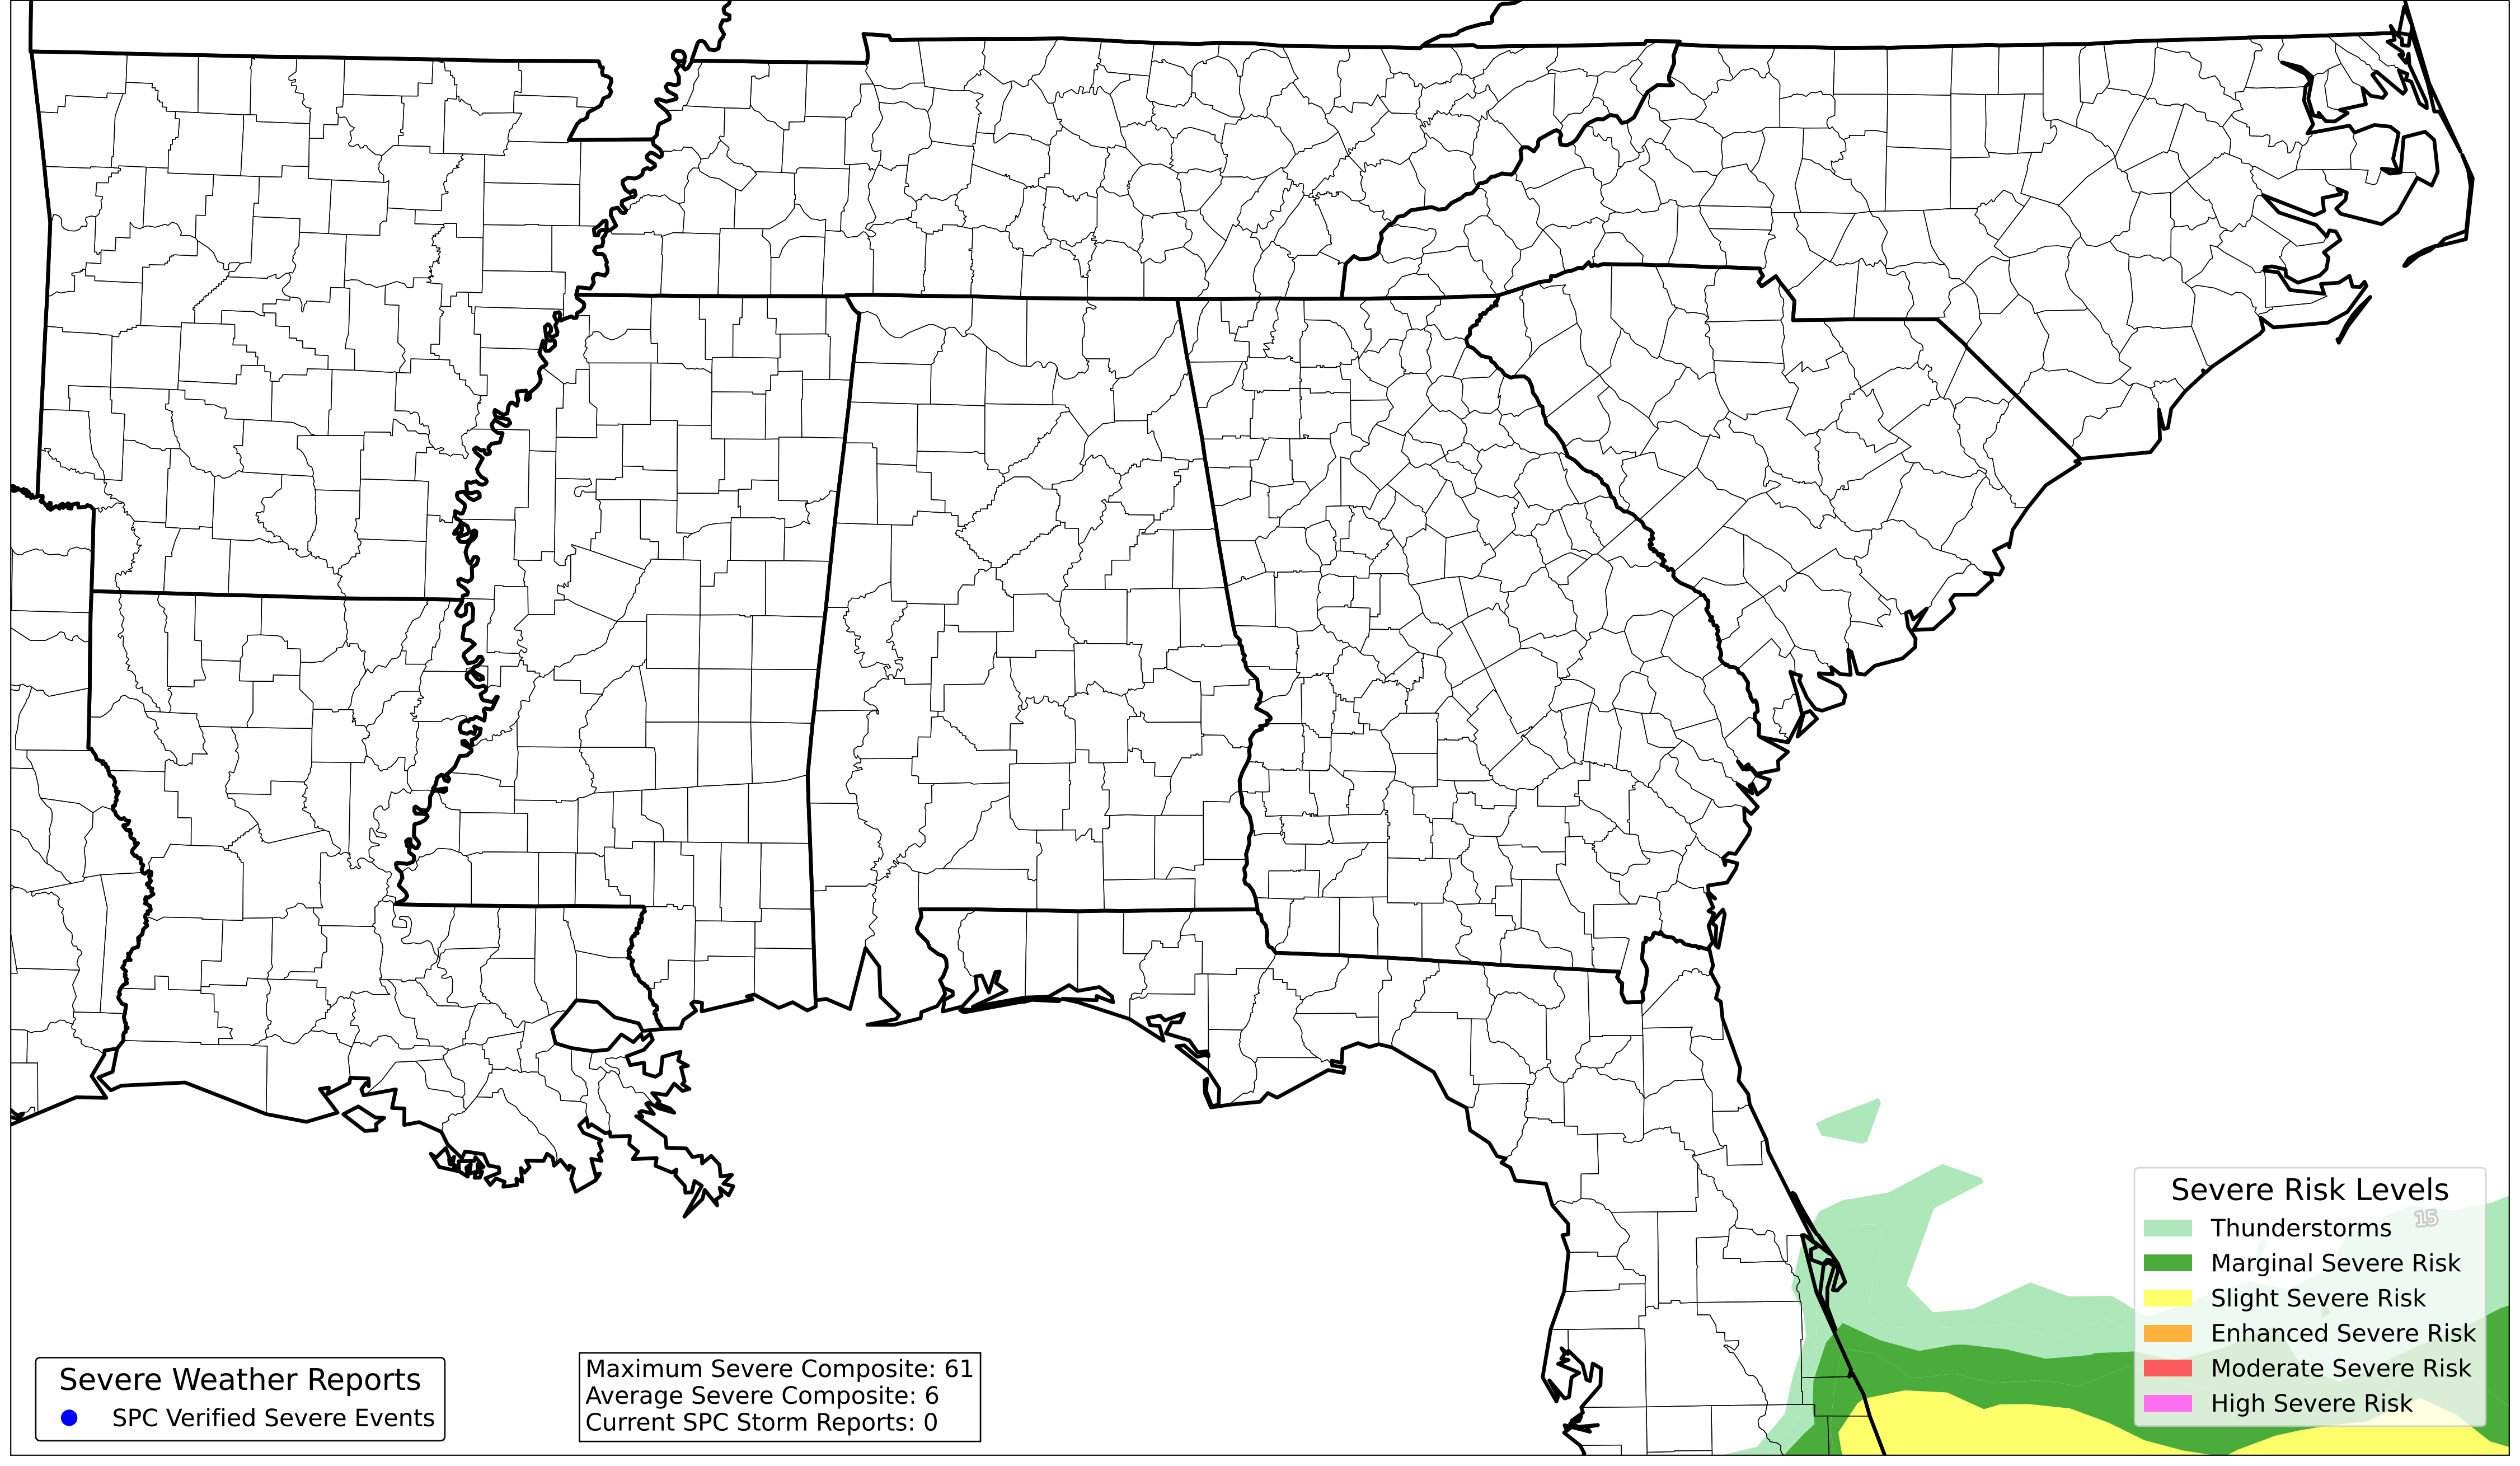 Severe Risk Levels
15
Thunderstorms
Marginal Severe Risk
Slight Severe Risk
Enhanced Severe Risk
Moderate Severe Risk
High Severe Risk
Severe Weather Reports
SPC Verified Severe Events
Maximum Severe Composite: 61
Average Severe Composite: 6
Current SPC Storm Reports: 0